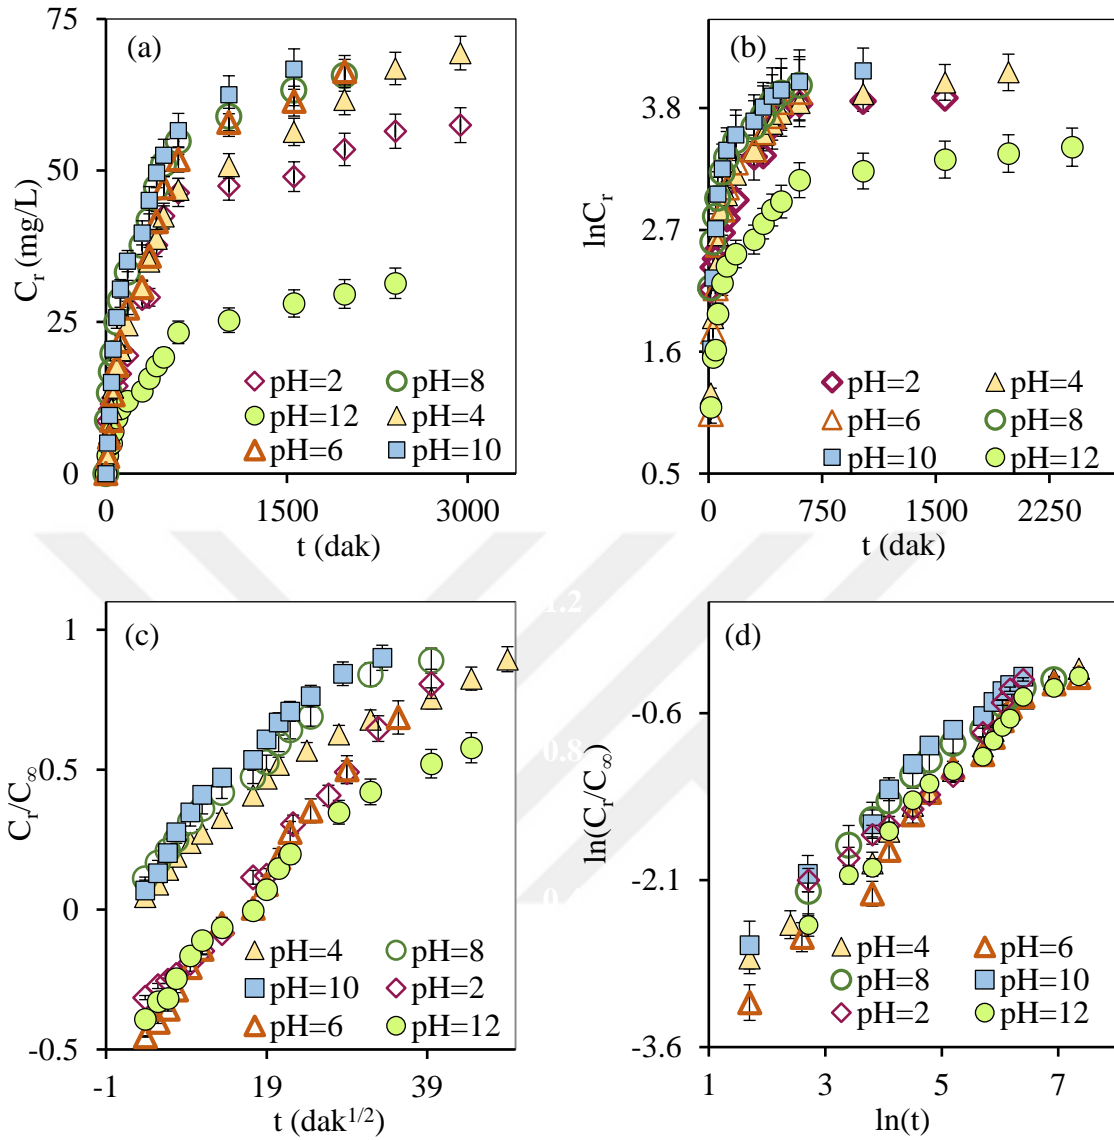 75
50
25
0
C_r (mg/L)
(a)
pH=2
pH=8
pH=12
pH=4
pH=6
pH=10
0
1500
3000
t (dak)
3.8
2.7
1.6
0.5
lnC_r
(b)
pH=2
pH=4
pH=6
pH=8
pH=10
pH=12
0
750
1500
2250
t (dak)
1
0.5
0
-0.5
C_r/C_∞
(c)
pH=4
pH=8
pH=10
pH=2
pH=6
pH=12
-1
19
39
t (dak^1/2)
1.2
0.8
-0.6
-2.1
-3.6
ln(C_r/C_∞)
(d)
pH=4
pH=6
pH=8
pH=10
pH=2
pH=12
1
3
5
7
ln(t)